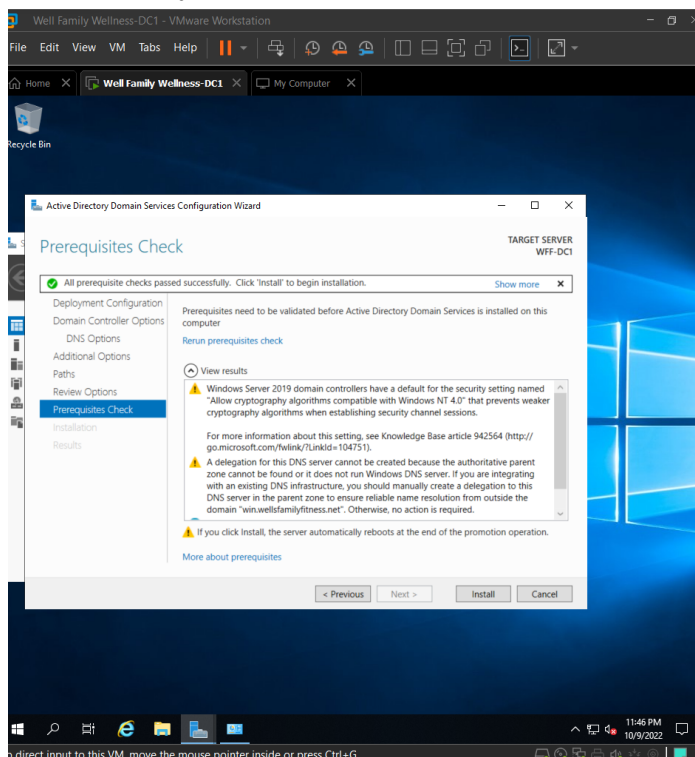 Well Family Wellness-DC1 - VMware Workstation
File Edit View VM Tabs Help
Home Well Family Wellness-DC1 My Computer
Recycle Bin
Active Directory Domain Services Configuration Wizard
Prerequisites Check
TARGET SERVER
WFF-DC1
All prerequisite checks passed successfully. Click 'Install' to begin installation.
Show more
Deployment Configuration
Domain Controller Options
DNS Options
Additional Options
Paths
Review Options
Prerequisites Check
Installation
Results
Prerequisites need to be validated before Active Directory Domain Services is installed on this
computer
Rerun prerequisites check
View results
Windows Server 2019 domain controllers have a default for the security setting named
"Allow cryptography algorithms compatible with Windows NT 4.0" that prevents weaker
cryptography algorithms when establishing security channel sessions.
For more information about this setting, see Knowledge Base article 942564 (http://
go.microsoft.com/fwlink/?LinkId=104751).
A delegation for this DNS server cannot be created because the authoritative parent
zone cannot be found or it does not run Windows DNS server. If you are integrating
with an existing DNS infrastructure, you should manually create a delegation to this
DNS server in the parent zone to ensure reliable name resolution from outside the
domain "win.wellsfamilyfitness.net". Otherwise, no action is required.
If you click Install, the server automatically reboots at the end of the promotion operation.
More about prerequisites
< Previous
Next >
Install
Cancel
11:46 PM
10/9/2022
direct input to this VM, move the mouse pointer inside or press Ctrl+G.